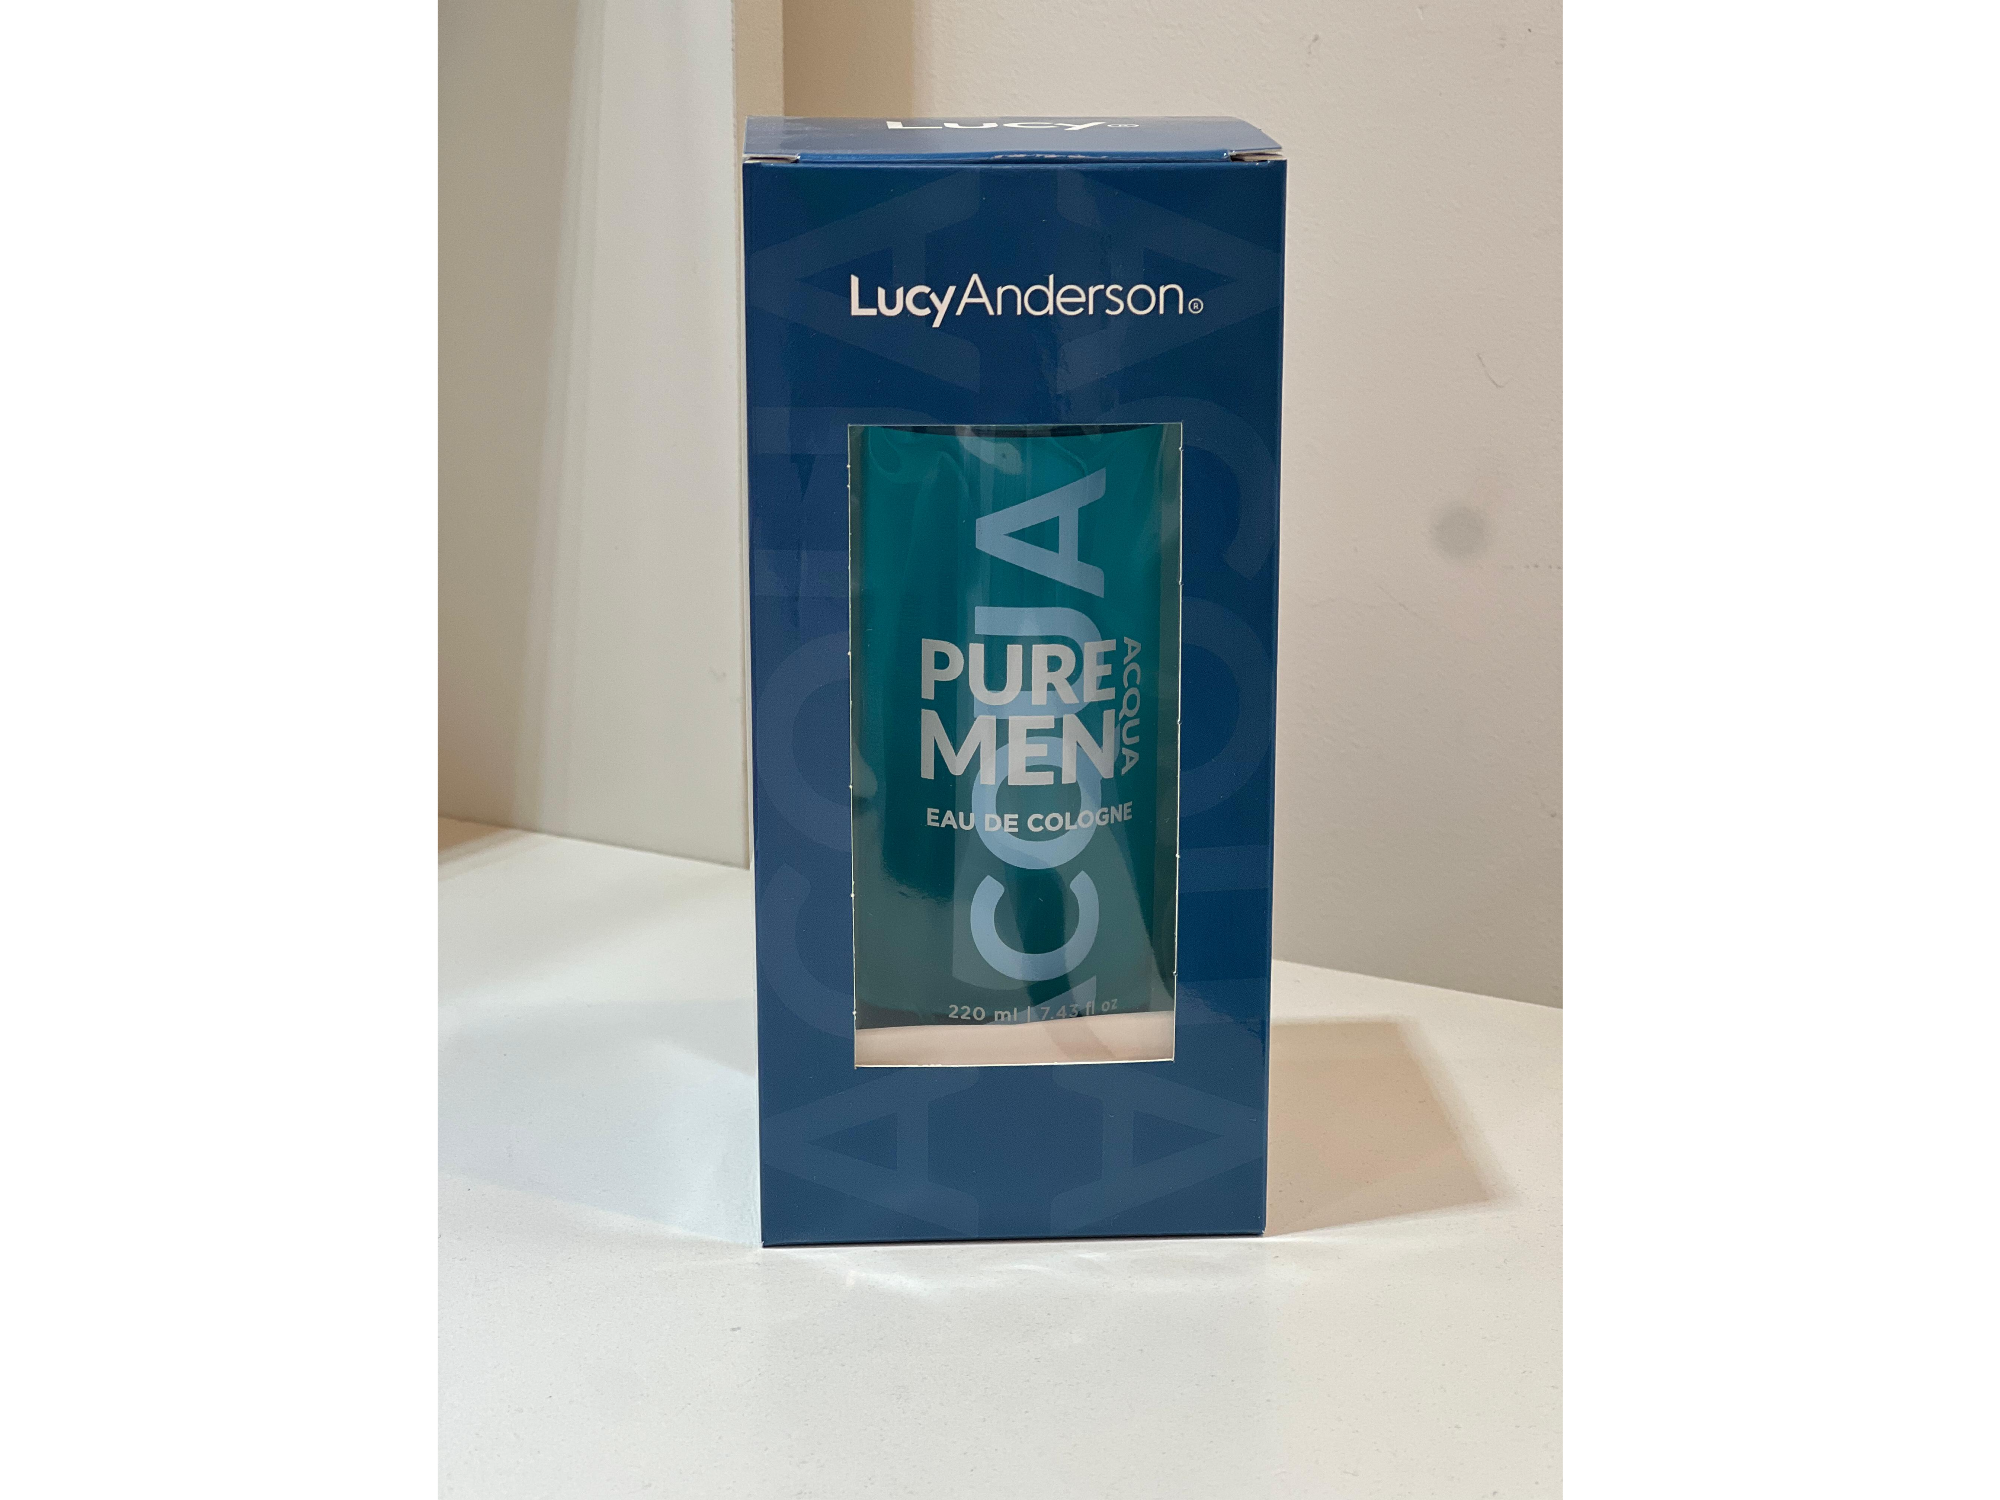 Lucy
LucyAnderson®
ACQUA
PURE
MEN
ACQUA
EAU DE COLOGNE
220 ml | 7.43 fl oz